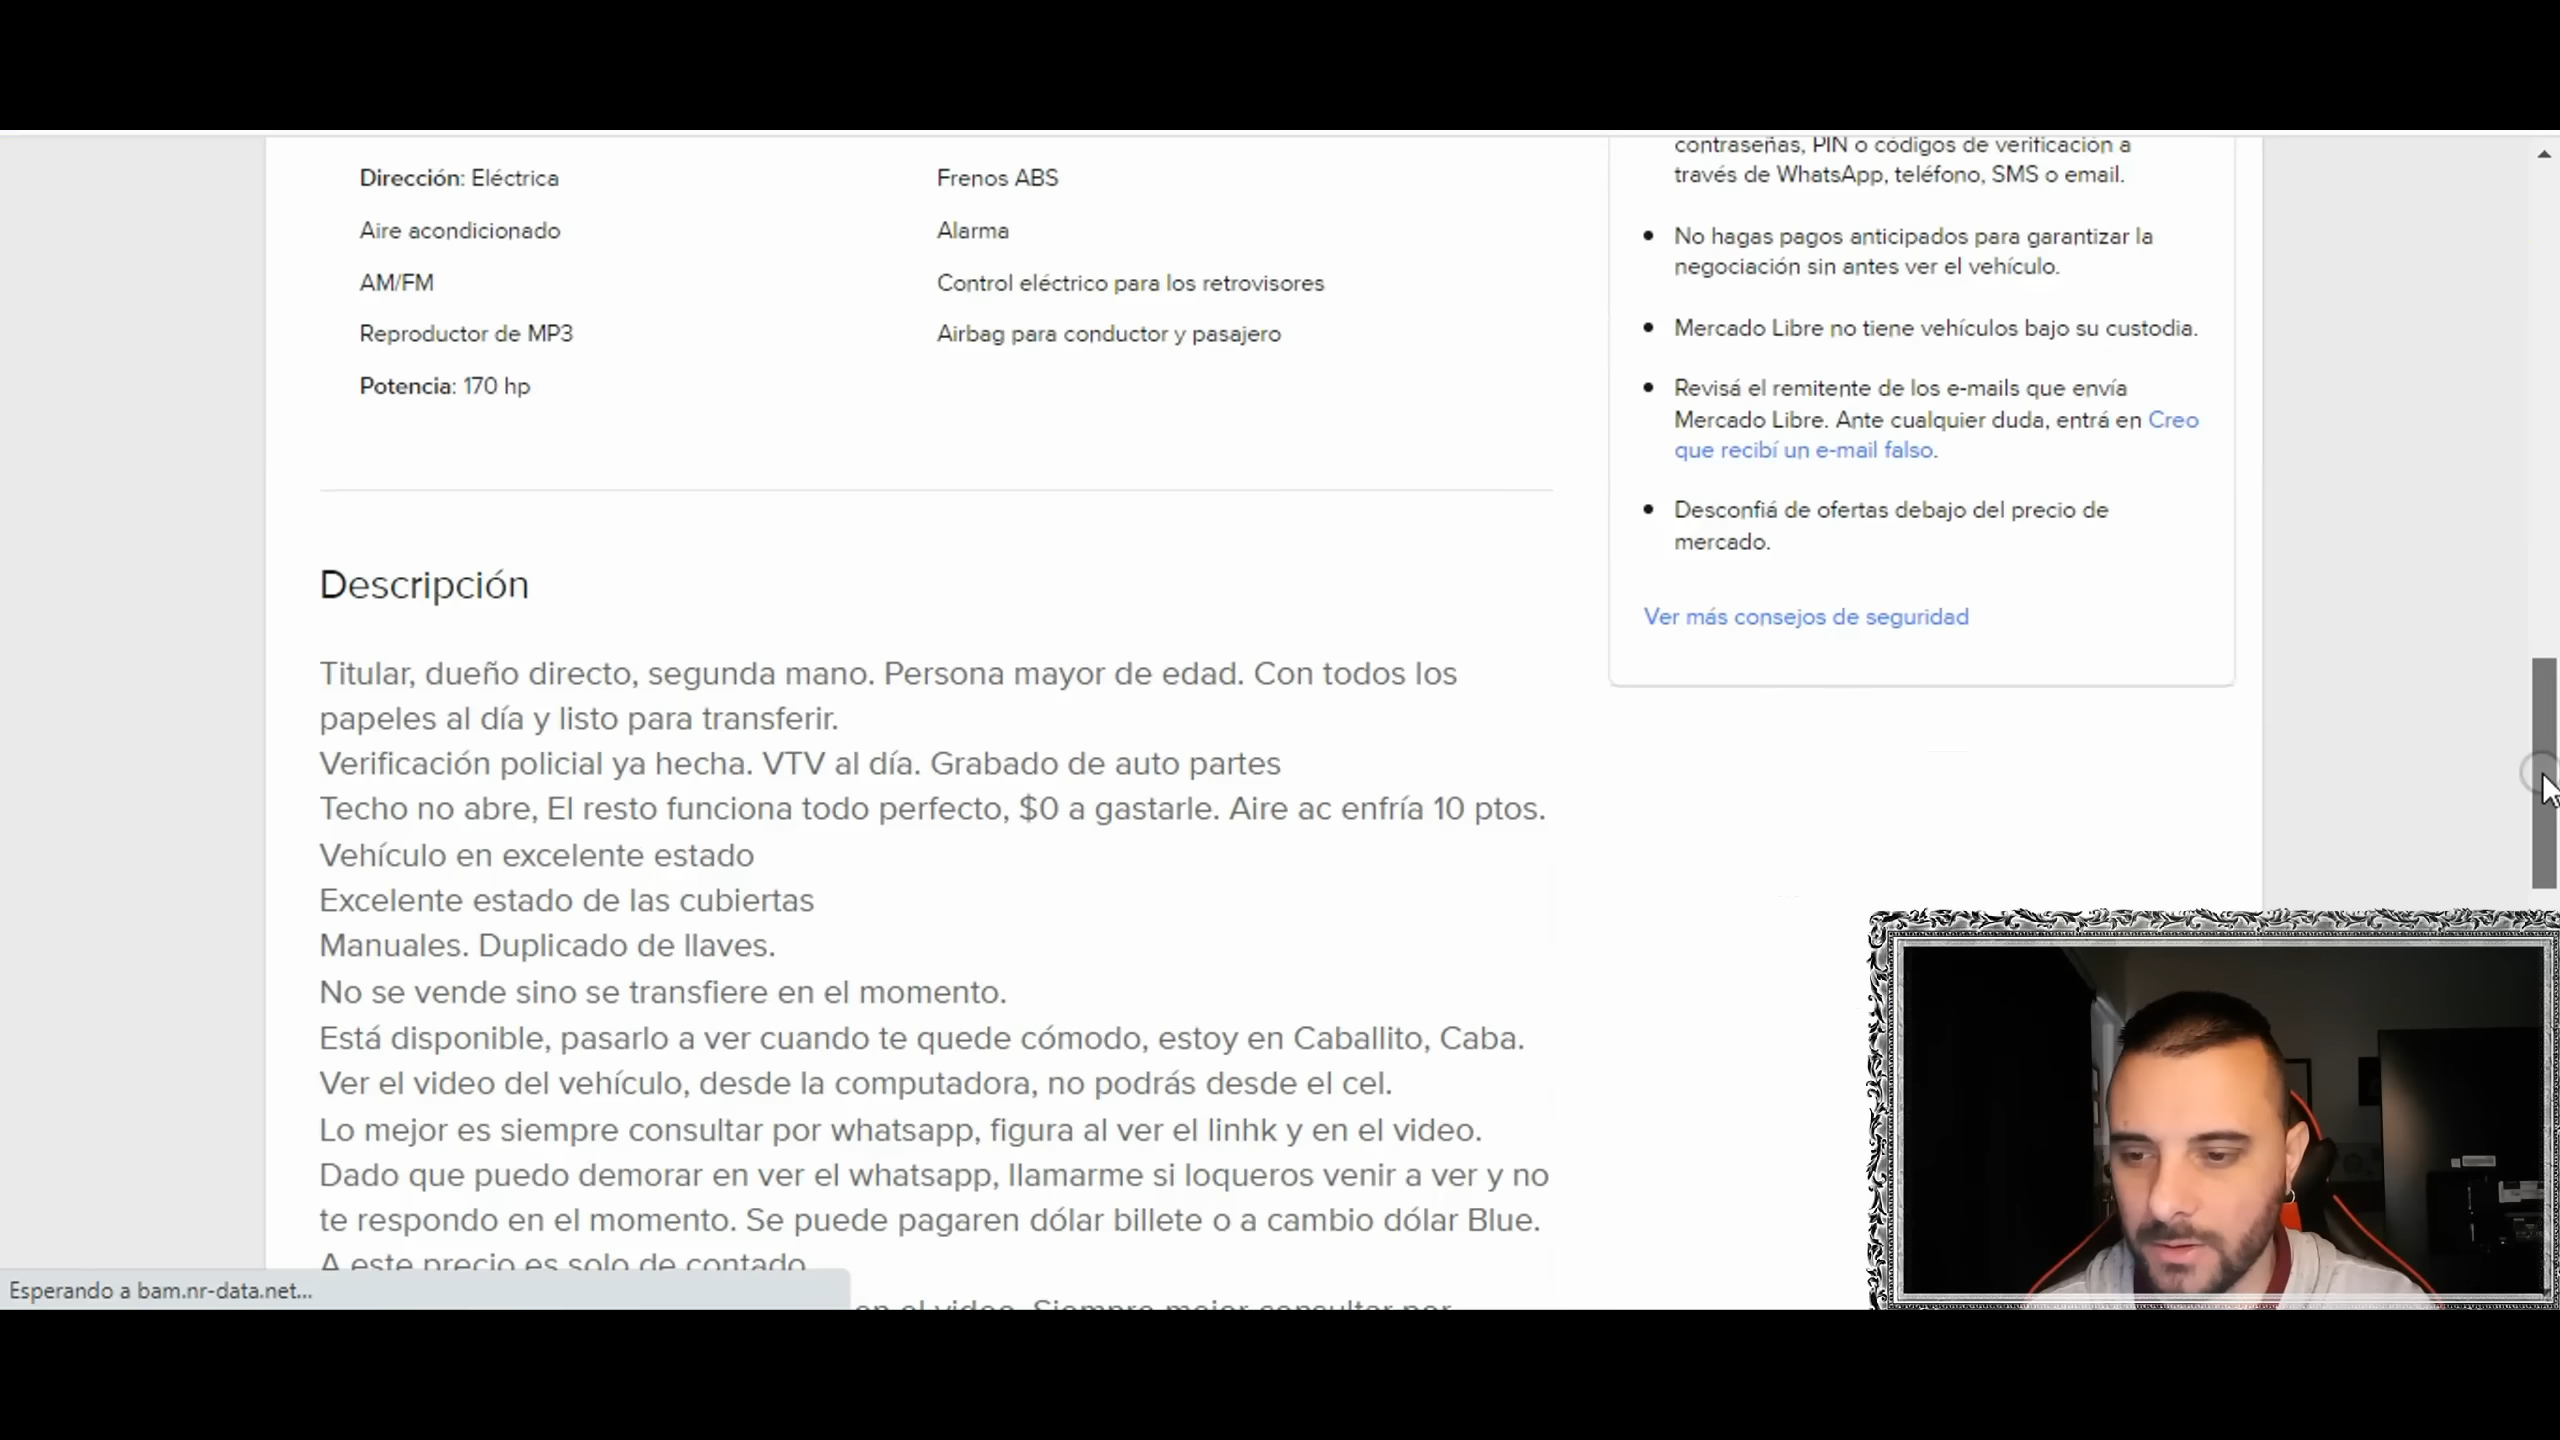 Dirección: Eléctrica
Frenos ABS
Aire acondicionado
Alarma
AM/FM
Control eléctrico para los retrovisores
Reproductor de MP3
Airbag para conductor y pasajero
Potencia: 170 hp
contraseñas, PIN o códigos de verificación a
través de WhatsApp, teléfono, SMS o email.
No hagas pagos anticipados para garantizar la
negociación sin antes ver el vehículo.
Mercado Libre no tiene vehículos bajo su custodia.
Revisá el remitente de los e-mails que envía
Mercado Libre. Ante cualquier duda, entrá en Creo
que recibí un e-mail falso.
Desconfiá de ofertas debajo del precio de
mercado.
Ver más consejos de seguridad
Descripción
Titular, dueño directo, segunda mano. Persona mayor de edad. Con todos los
papeles al día y listo para transferir.
Verificación policial ya hecha. VTV al día. Grabado de auto partes
Techo no abre, El resto funciona todo perfecto, $0 a gastarle. Aire ac enfría 10 ptos.
Vehículo en excelente estado
Excelente estado de las cubiertas
Manuales. Duplicado de llaves.
No se vende sino se transfiere en el momento.
Está disponible, pasarlo a ver cuando te quede cómodo, estoy en Caballito, Caba.
Ver el video del vehículo, desde la computadora, no podrás desde el cel.
Lo mejor es siempre consultar por whatsapp, figura al ver el linhk y en el video.
Dado que puedo demorar en ver el whatsapp, llamarme si loqueros venir a ver y no
te respondo en el momento. Se puede pagaren dólar billete o a cambio dólar Blue.
A este precio es solo de contado
en el video. Siempre mejor consultar por
Esperando a bam.nr-data.net...